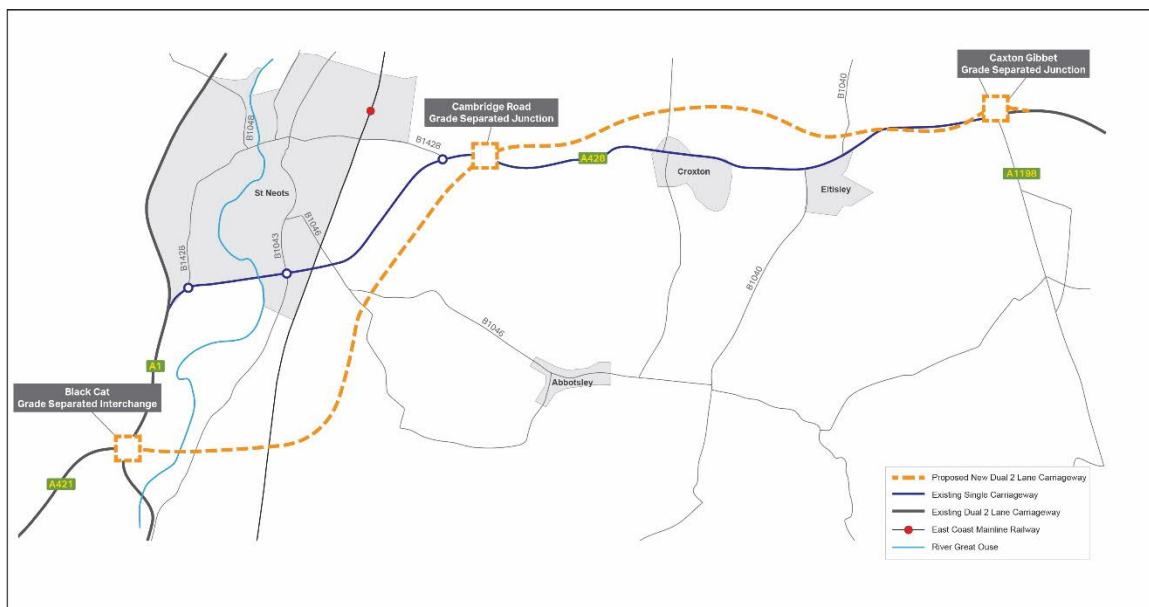 Caxton Gibbet
Grade Separated Junction
Cambridge Road
Grade Separated Junction
B1040
B1048
B1428
A428
Croxton
Eltisley
A1198
St Neots
B1046
B1043
B1428
B1040
B1046
Abbotsley
A1
Black Cat
Grade Separated Interchange
A421
Proposed New Dual 2 Lane Carriageway
Existing Single Carriageway
Existing Dual 2 Lane Carriageway
East Coast Mainline Railway
River Great Ouse